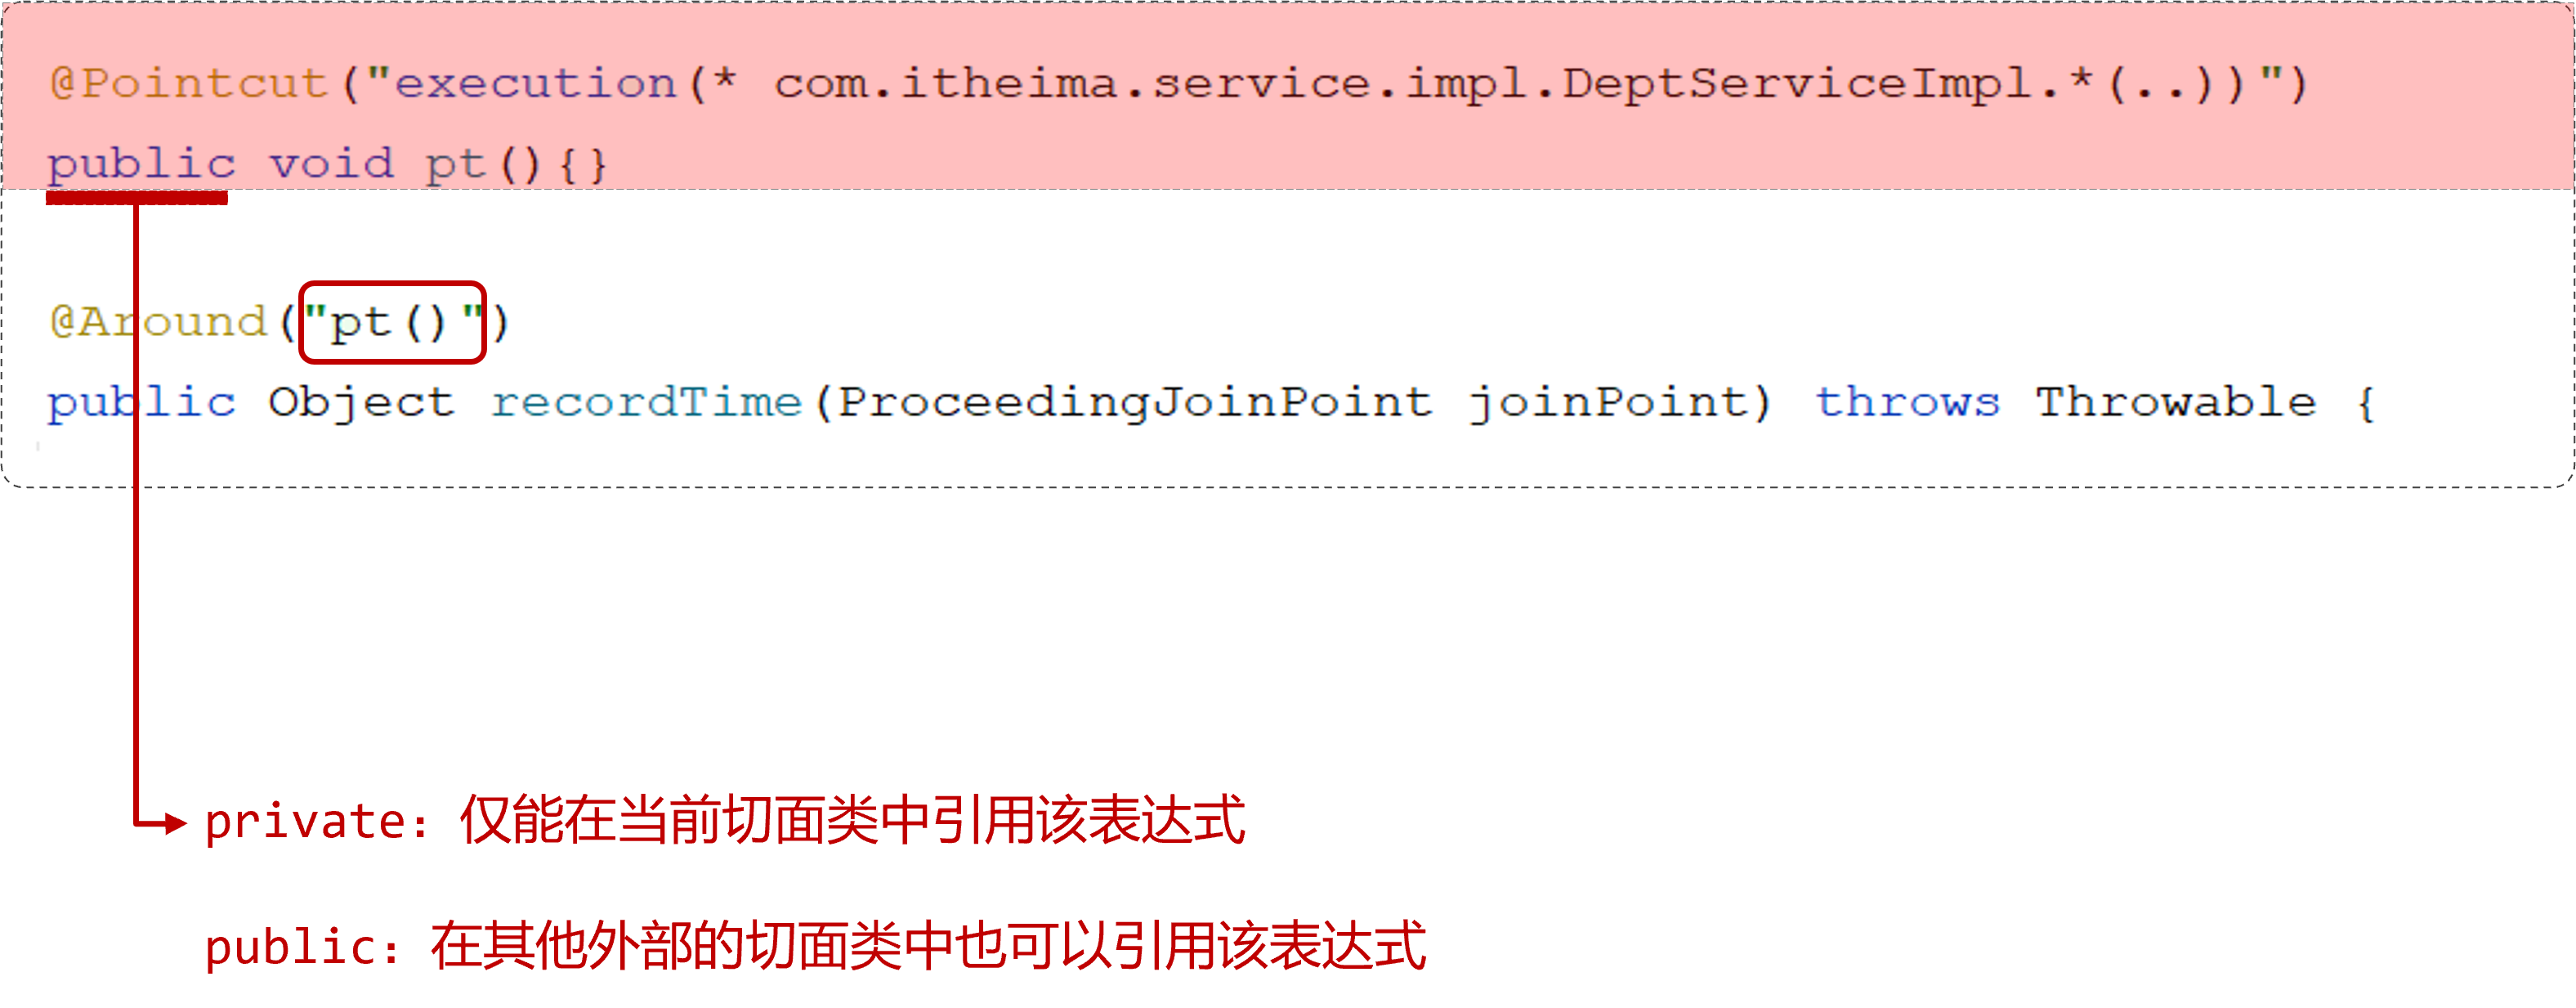 @Pointcut("execution(* com.itheima.service.impl.DeptServiceImpl.*(..))")
public void pt(){}
@Around("pt()")
public Object recordTime(ProceedingJoinPoint joinPoint) throws Throwable {
private：仅能在当前切面类中引用该表达式
public：在其他外部的切面类中也可以引用该表达式